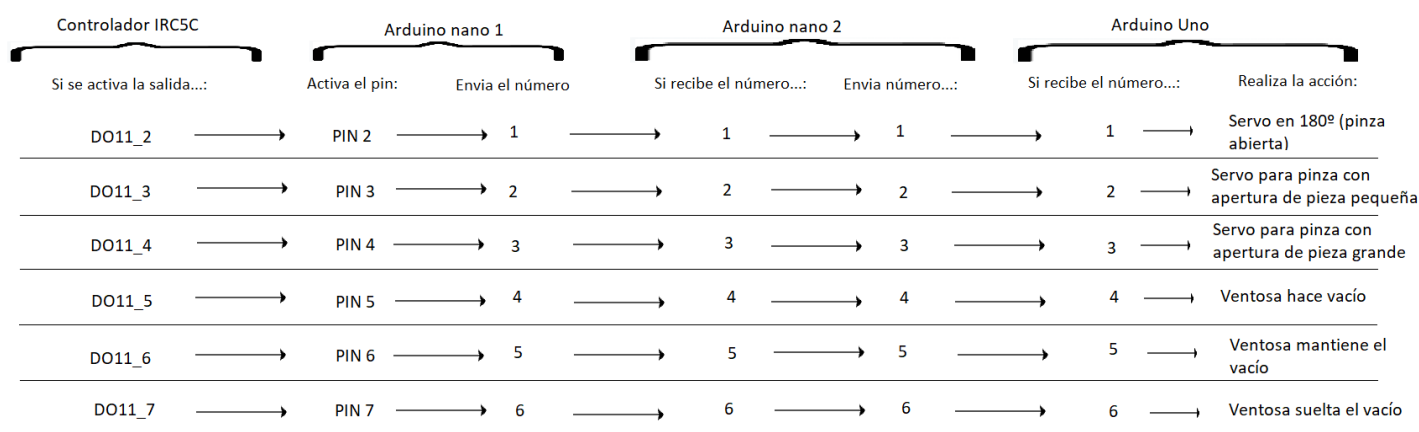 Controlador IRC5C Arduino nano 1 Arduino nano 2 Arduino Uno
Si se activa la salida...: Activa el pin: Envia el número Si recibe el número...: Envia número...: Si recibe el número...: Realiza la acción:
DO11_2 PIN 2 1 1 1 1 Servo en 180º (pinza
abierta)
DO11_3 PIN 3 2 2 2 2 Servo para pinza con
apertura de pieza pequeña
DO11_4 PIN 4 3 3 3 3 Servo para pinza con
apertura de pieza grande
DO11_5 PIN 5 4 4 4 4 Ventosa hace vacío
DO11_6 PIN 6 5 5 5 5 Ventosa mantiene el
vacío
DO11_7 PIN 7 6 6 6 6 Ventosa suelta el vacío